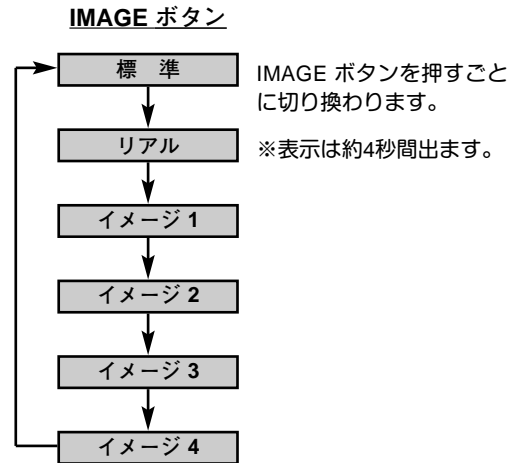 IMAGE ボタン
標　準
IMAGE ボタンを押すごと
に切り換わります。
リアル
※表示は約4秒間出ます。
イメージ 1
イメージ 2
イメージ 3
イメージ 4